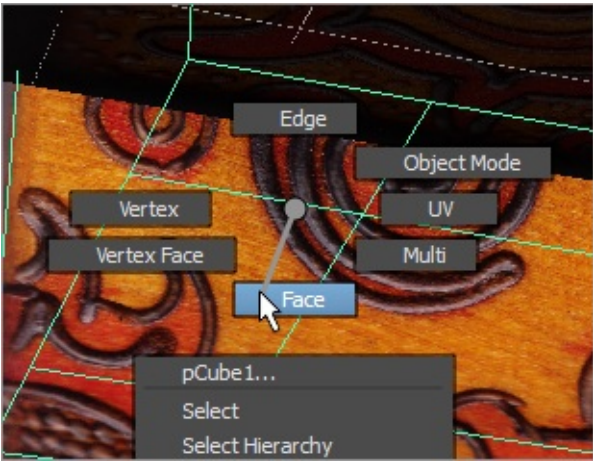 Edge
Object Mode
Vertex
UV
Vertex Face
Multi
Face
pCube1...
Select
Select Hierarchy